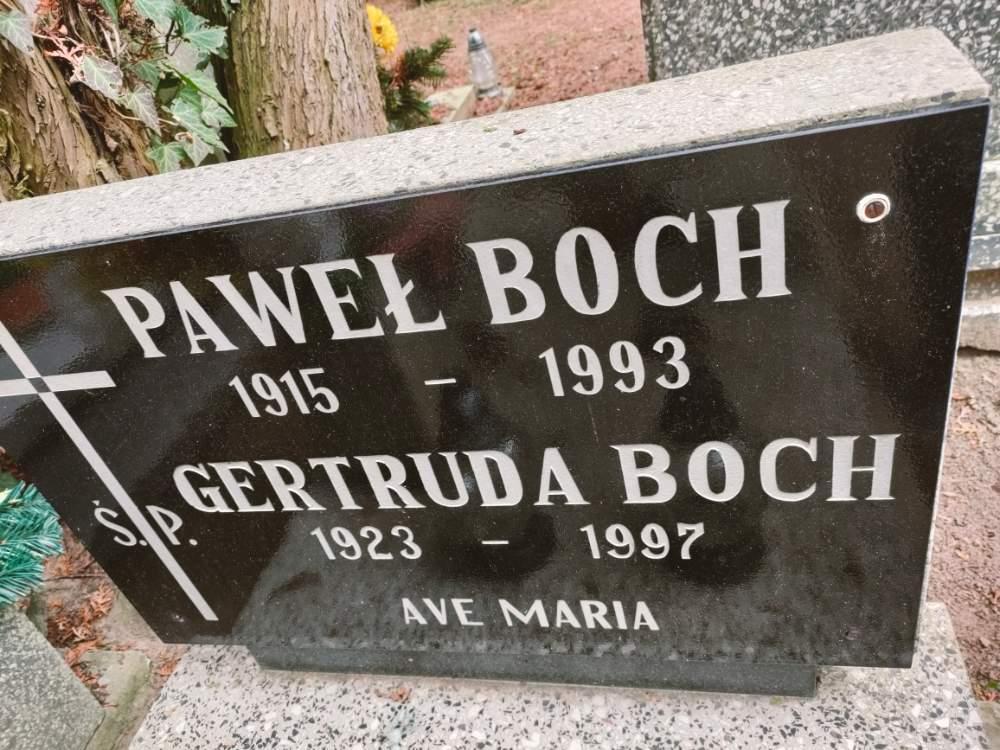 PAWEŁ BOCH
1915 – 1993
Ś.P. GERTRUDA BOCH
1923 – 1997
AVE MARIA